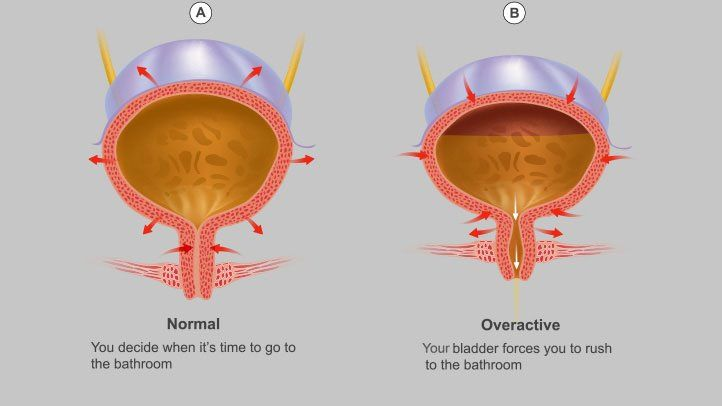 A
B
Normal
You decide when it's time to go to
the bathroom
Overactive
Your bladder forces you to rush
to the bathroom